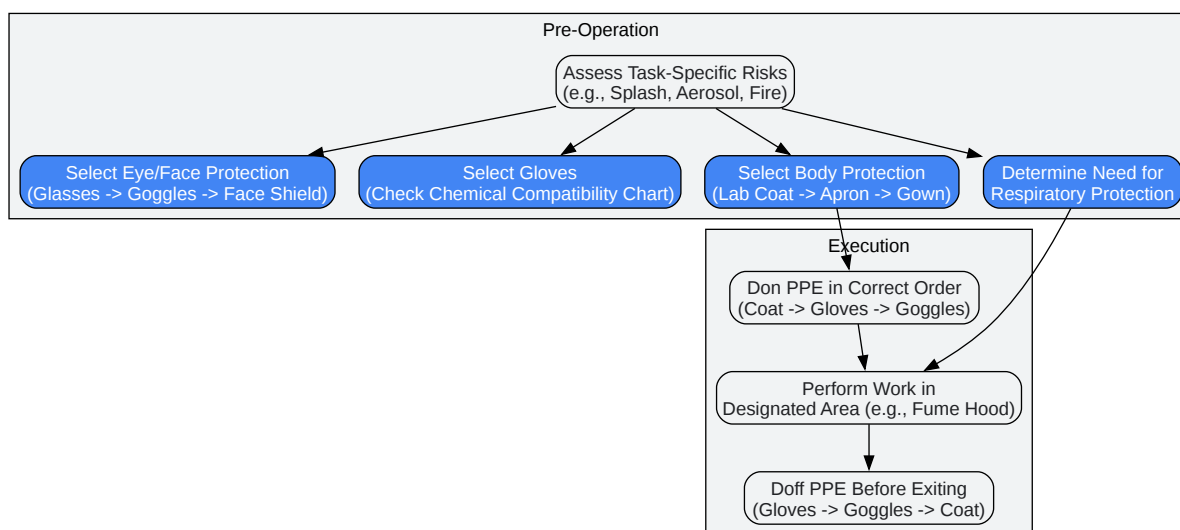 Pre-Operation
Assess Task-Specific Risks
(e.g., Splash, Aerosol, Fire)
Select Eye/Face Protection
(Glasses -> Goggles -> Face Shield)
Select Gloves
(Check Chemical Compatibility Chart)
Select Body Protection
(Lab Coat -> Apron -> Gown)
Determine Need for
Respiratory Protection
Execution
Don PPE in Correct Order
(Coat -> Gloves -> Goggles)
Perform Work in
Designated Area (e.g., Fume Hood)
Doff PPE Before Exiting
(Gloves -> Goggles -> Coat)